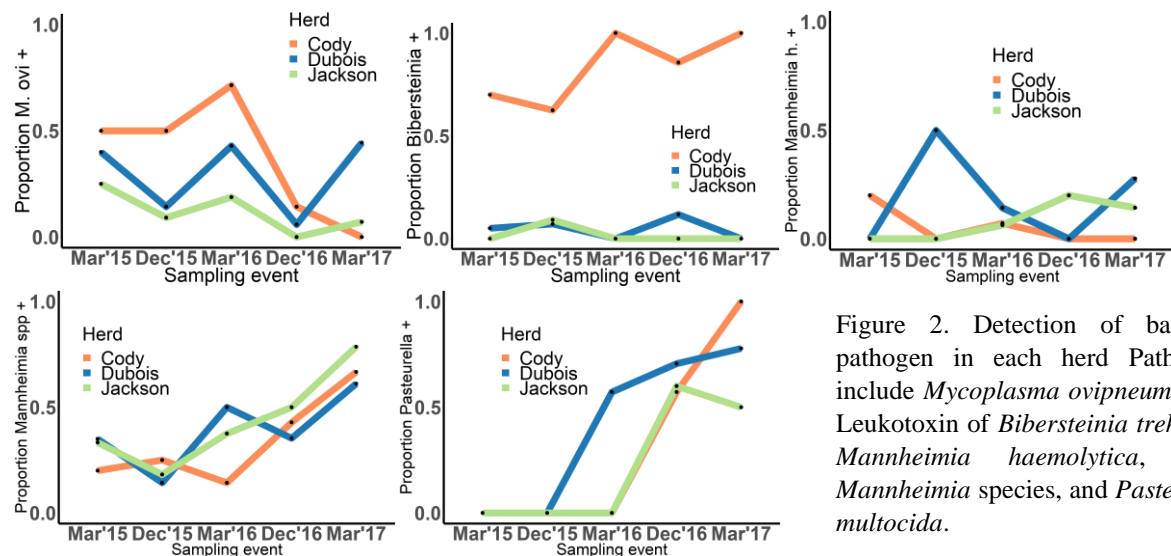 1.0
0.5
0.0
Proportion M. ovi +
Herd
Cody
Dubois
Jackson
Mar'15 Dec'15 Mar'16 Dec'16 Mar'17
Sampling event
1.0
0.5
0.0
Proportion Bibersteinia +
Herd
Cody
Dubois
Jackson
Mar'15 Dec'15 Mar'16 Dec'16 Mar'17
Sampling event
1.0
0.5
0.0
Proportion Mannheimia h. +
Herd
Cody
Dubois
Jackson
Mar'15 Dec'15 Mar'16 Dec'16 Mar'17
Sampling event
1.0
0.5
0.0
Proportion Mannheimia spp +
Herd
Cody
Dubois
Jackson
Mar'15 Dec'15 Mar'16 Dec'16 Mar'17
Sampling event
1.0
0.5
0.0
Proportion Pasteurella +
Herd
Cody
Dubois
Jackson
Mar'15 Dec'15 Mar'16 Dec'16 Mar'17
Sampling event
Figure 2. Detection of ba
pathogen in each herd Path
include Mycoplasma ovipneum
Leukotoxin of Bibersteinia treh
Mannheimia haemolytica,
Mannheimia species, and Paste
multocida.